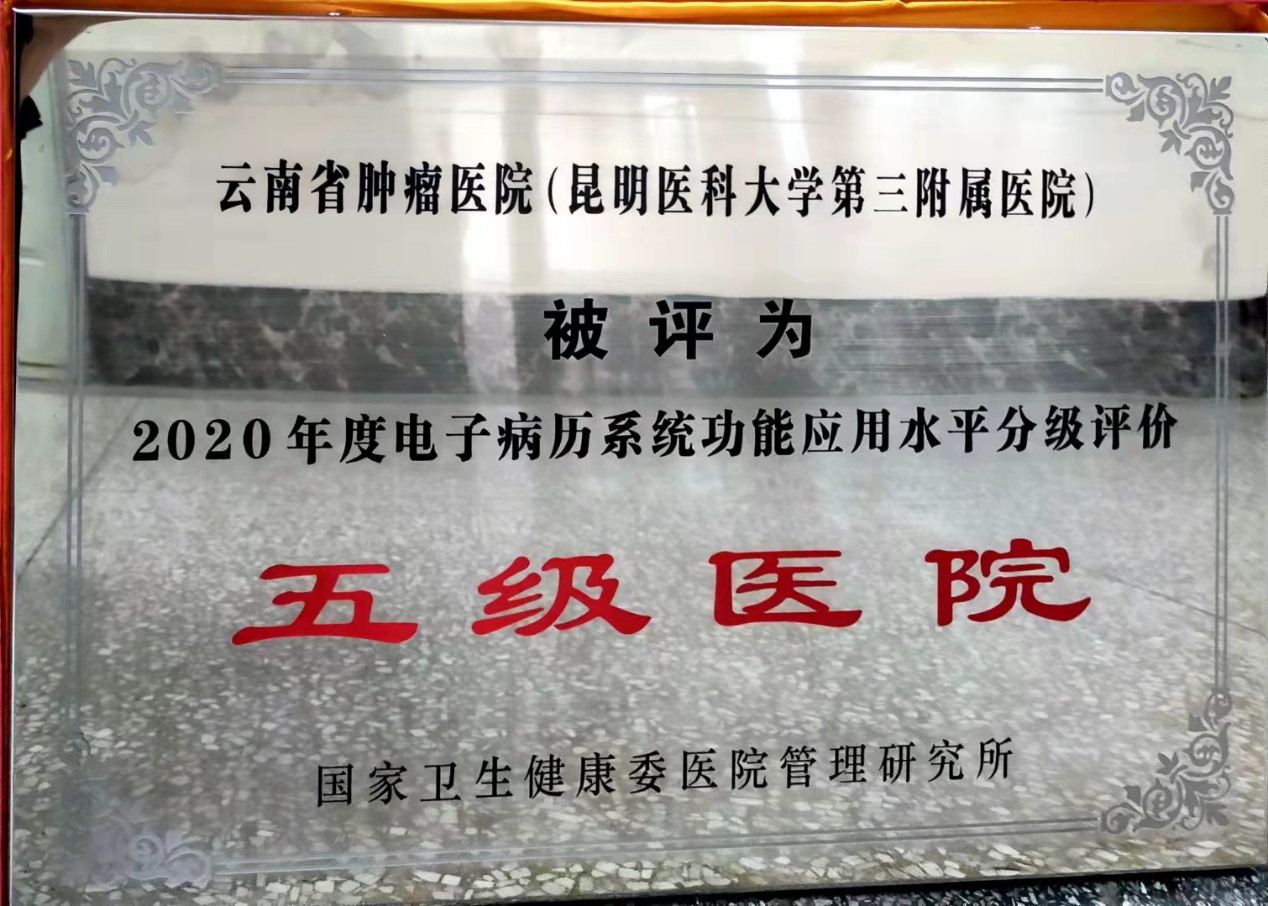 云南省肿瘤医院(昆明医科大学第三附属医院)
被评为
2020年度电子病历系统功能应用水平分级评价
五级医院
国家卫生健康委医院管理研究所